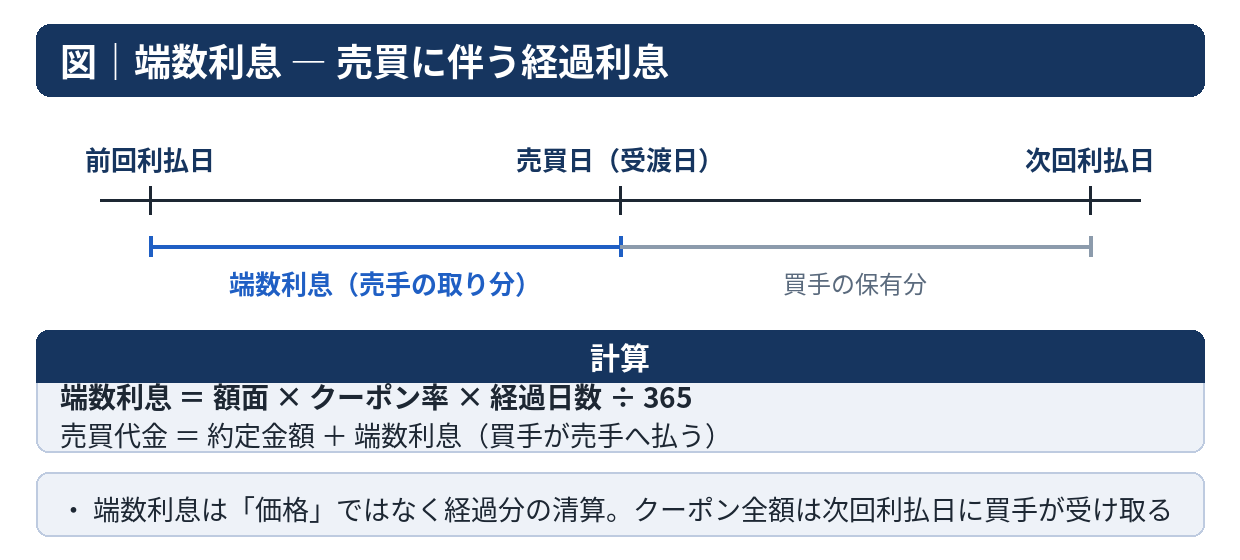 図｜端数利息 ― 売買に伴う経過利息
前回利払日 売買日（受渡日） 次回利払日
端数利息（売手の取り分） 買手の保有分
計算
端数利息 ＝ 額面 × クーポン率 × 経過日数 ÷ 365
売買代金 ＝ 約定金額 ＋ 端数利息（買手が売手へ払う）
・ 端数利息は「価格」ではなく経過分の清算。クーポン全額は次回利払日に買手が受け取る